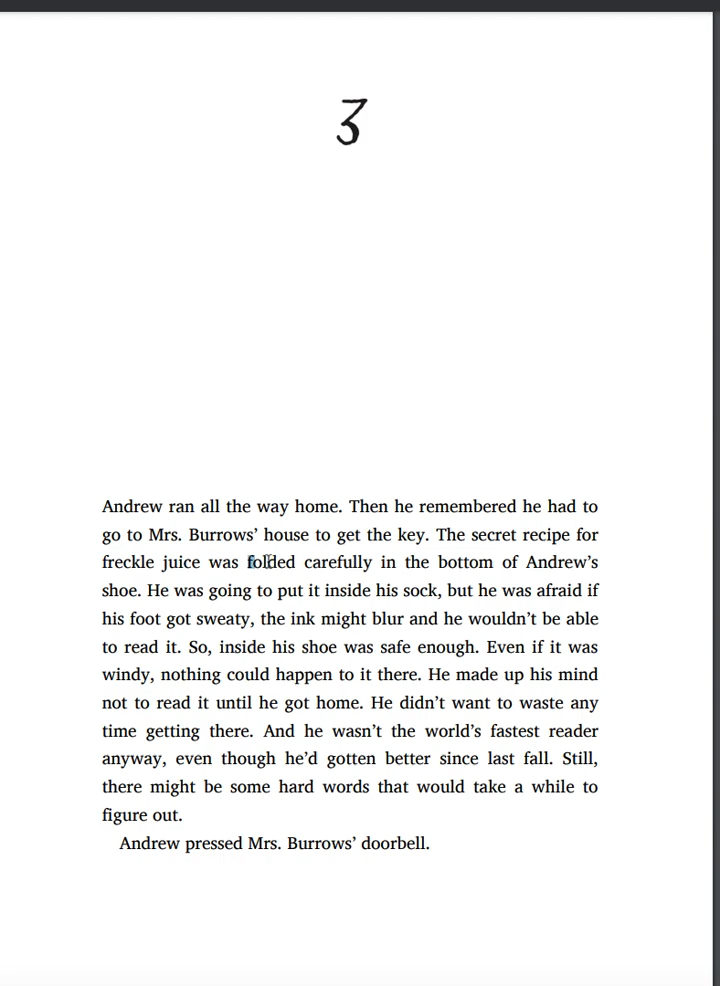 3
Andrew ran all the way home. Then he remembered he had to
go to Mrs. Burrows’ house to get the key. The secret recipe for
freckle juice was folded carefully in the bottom of Andrew’s
shoe. He was going to put it inside his sock, but he was afraid if
his foot got sweaty, the ink might blur and he wouldn’t be able
to read it. So, inside his shoe was safe enough. Even if it was
windy, nothing could happen to it there. He made up his mind
not to read it until he got home. He didn’t want to waste any
time getting there. And he wasn’t the world’s fastest reader
anyway, even though he’d gotten better since last fall. Still,
there might be some hard words that would take a while to
figure out.
Andrew pressed Mrs. Burrows’ doorbell.